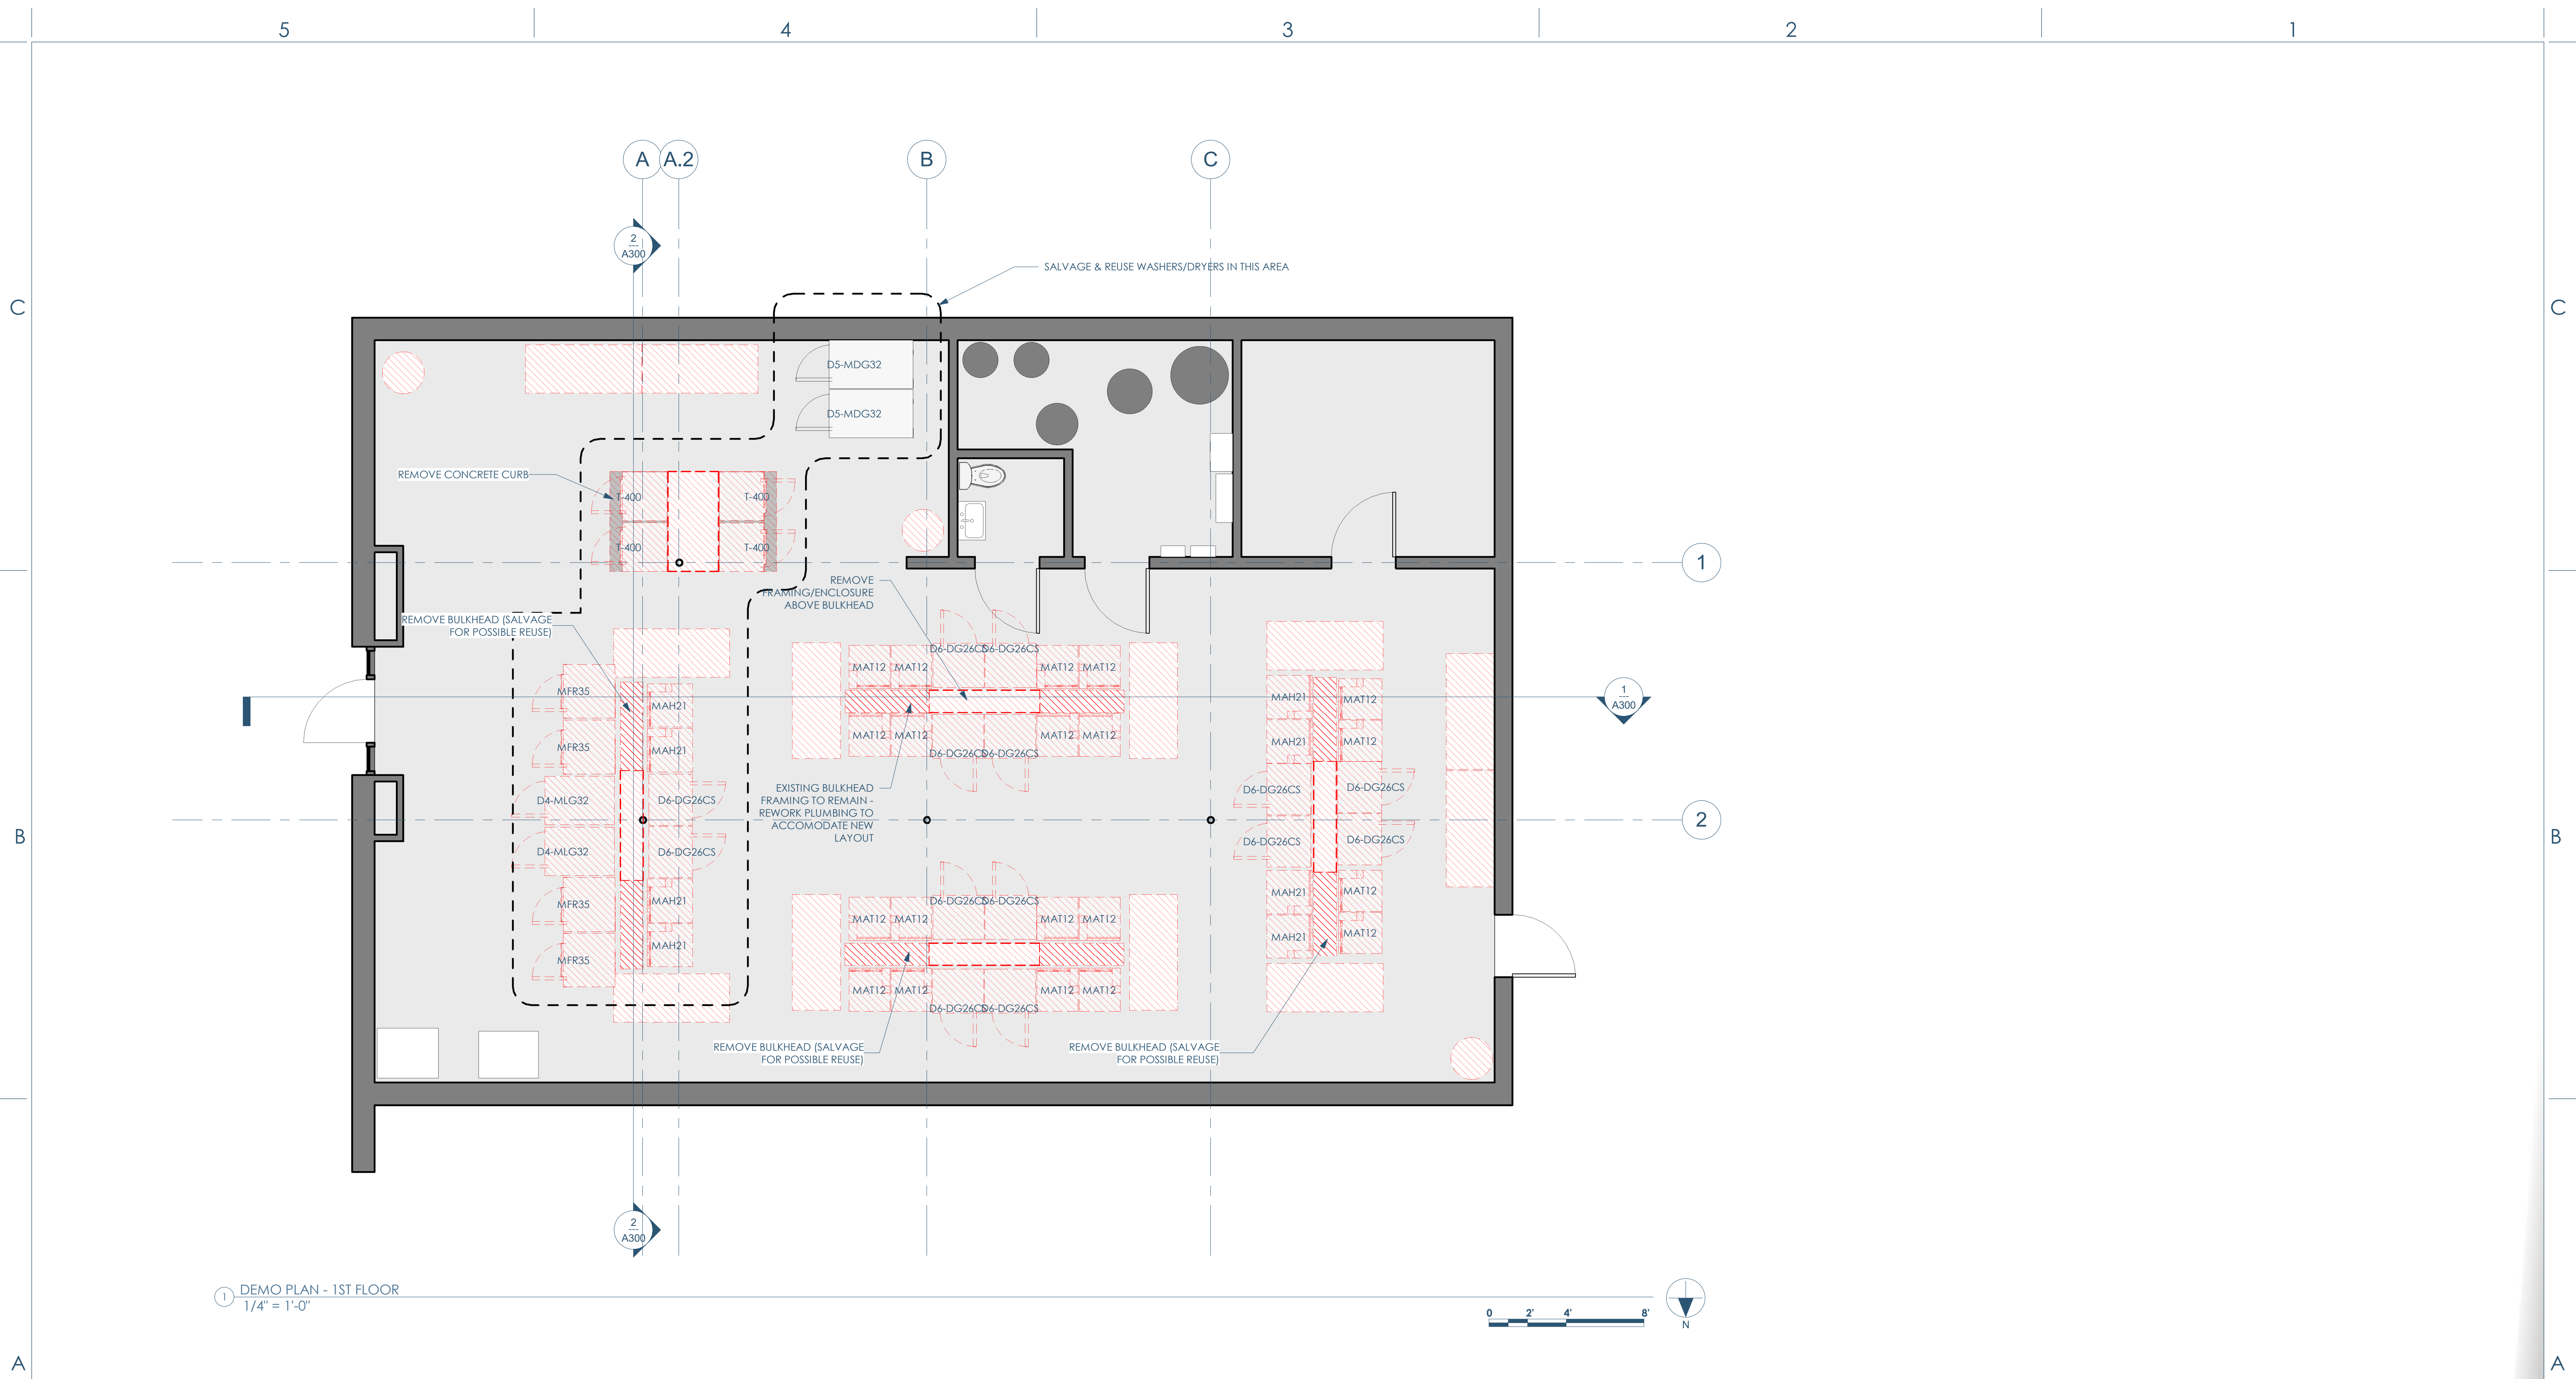 5 4 3 2 1
A A.2 B C
2
A300
SALVAGE & REUSE WASHERS/DRYERS IN THIS AREA
C C
D5-MDG32
D5-MDG32
REMOVE CONCRETE CURB
T-400 T-400
T-400 T-400
1
REMOVE
FRAMING/ENCLOSURE
ABOVE BULKHEAD
REMOVE BULKHEAD (SALVAGE
FOR POSSIBLE REUSE)
D6-DG26CS D6-DG26CS
MAT12 MAT12 MAT12 MAT12
MFR35 MAH21 MAH21 MAT12
1
A300
MAT12 MAT12 MAT12 MAT12
MFR35 MAH21 MAH21 MAT12
D6-DG26CS D6-DG26CS
EXISTING BULKHEAD
FRAMING TO REMAIN -
REWORK PLUMBING TO
ACCOMODATE NEW
LAYOUT
D4-MLG32 D6-DG26CS D6-DG26CS D6-DG26CS
2
B B
D4-MLG32 D6-DG26CS D6-DG26CS D6-DG26CS
MFR35 MAH21 MAH21 MAT12
D6-DG26CS D6-DG26CS
MAT12 MAT12 MAT12 MAT12
MFR35 MAH21 MAH21 MAT12
MAT12 MAT12 MAT12 MAT12
D6-DG26CS D6-DG26CS
REMOVE BULKHEAD (SALVAGE
FOR POSSIBLE REUSE)
REMOVE BULKHEAD (SALVAGE
FOR POSSIBLE REUSE)
2
A300
1 DEMO PLAN - 1ST FLOOR
1/4" = 1'-0"
0 2' 4' 8'
N
A A